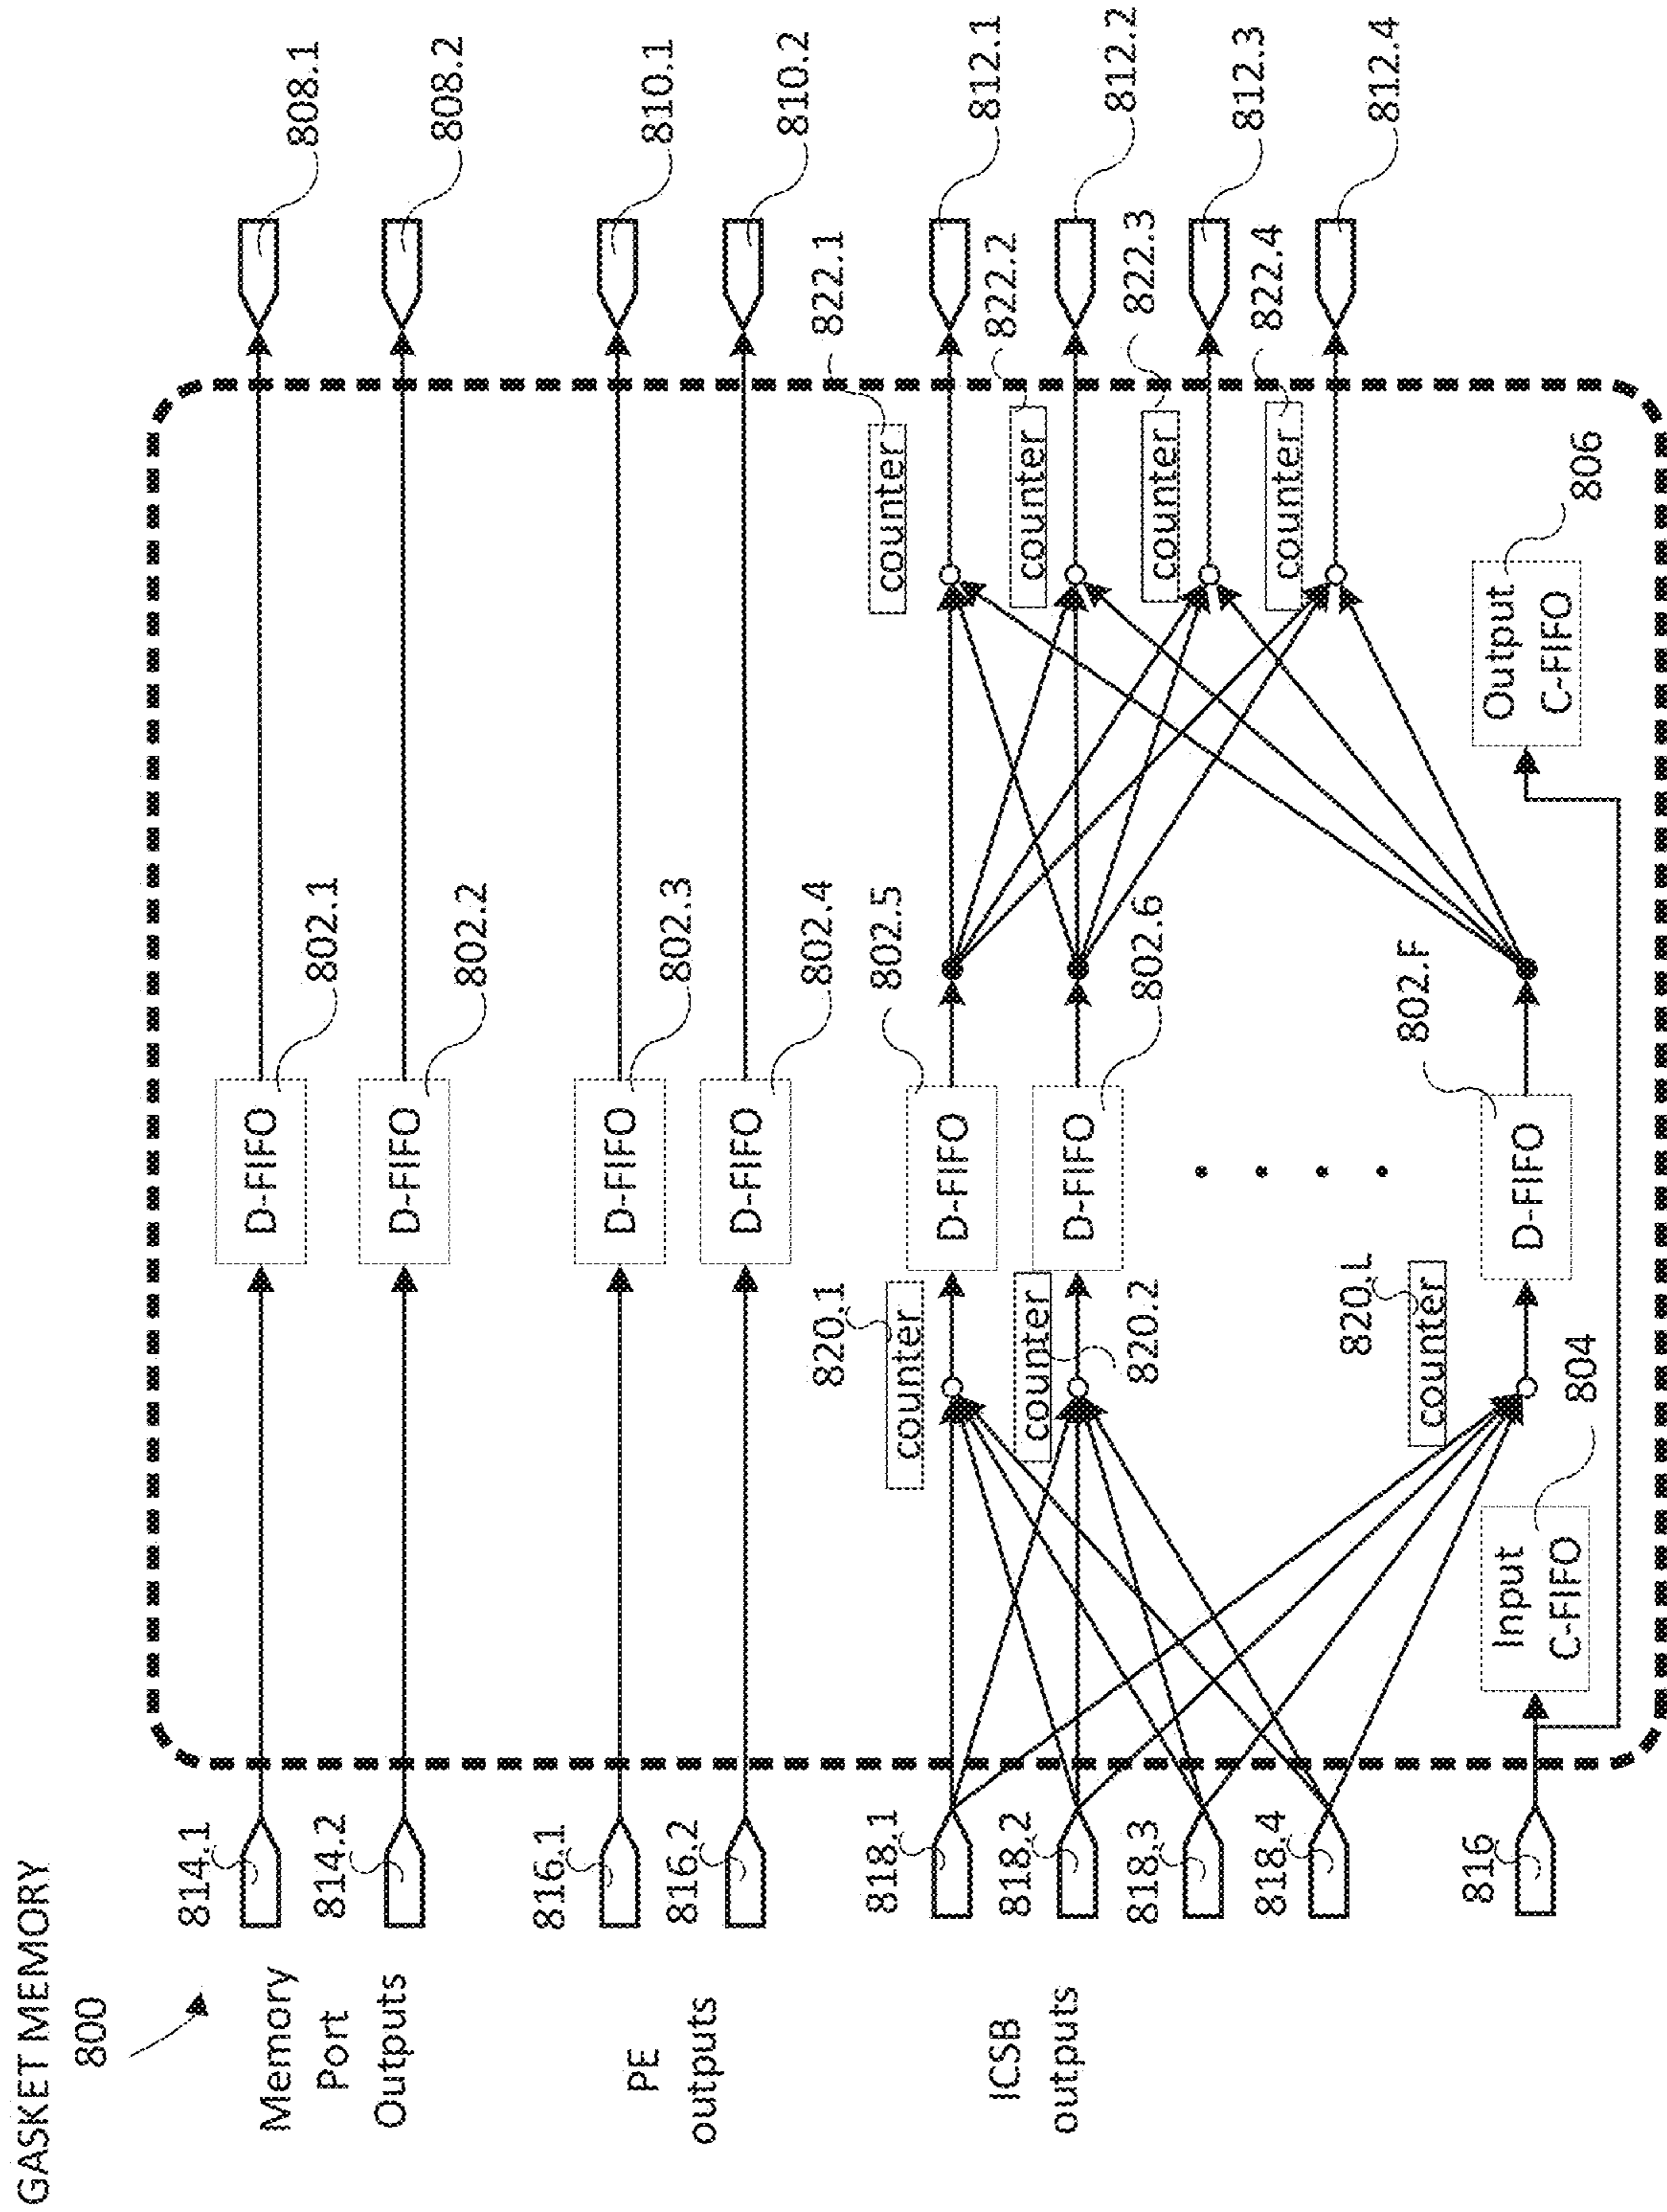 GASKET MEMORY
800
Memory
Port
Outputs
814.1
814.2
D-FIFO
802.1
D-FIFO
802.2
808.1
808.2
PE
outputs
816.1
816.2
D-FIFO
802.3
D-FIFO
802.4
810.1
810.2
ICSB
outputs
818.1
818.2
818.3
818.4
820.1
counter
counter
820.2
820.L
counter
D-FIFO
802.5
D-FIFO
802.6
D-FIFO
802.F
822.1
counter
822.2
counter
822.3
counter
822.4
counter
812.1
812.2
812.3
812.4
816
Input
C-FIFO
804
Output
C-FIFO
806